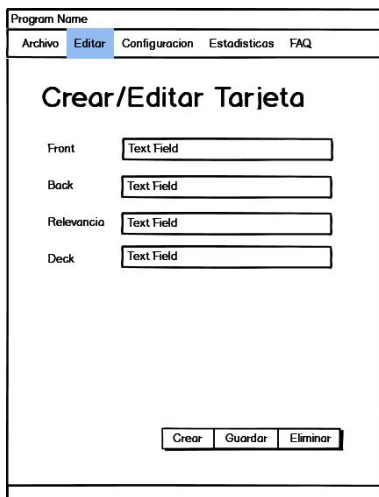 Program Name
Archivo Editar Configuracion Estadisticas FAQ
Crear/Editar Tarjeta
Front Text Field
Back Text Field
Relevancia Text Field
Deck Text Field
Crear Guardar Eliminar